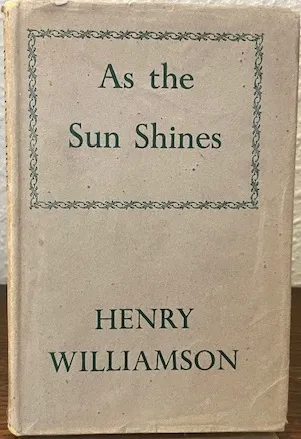 As the
Sun Shines
HENRY
WILLIAMSON